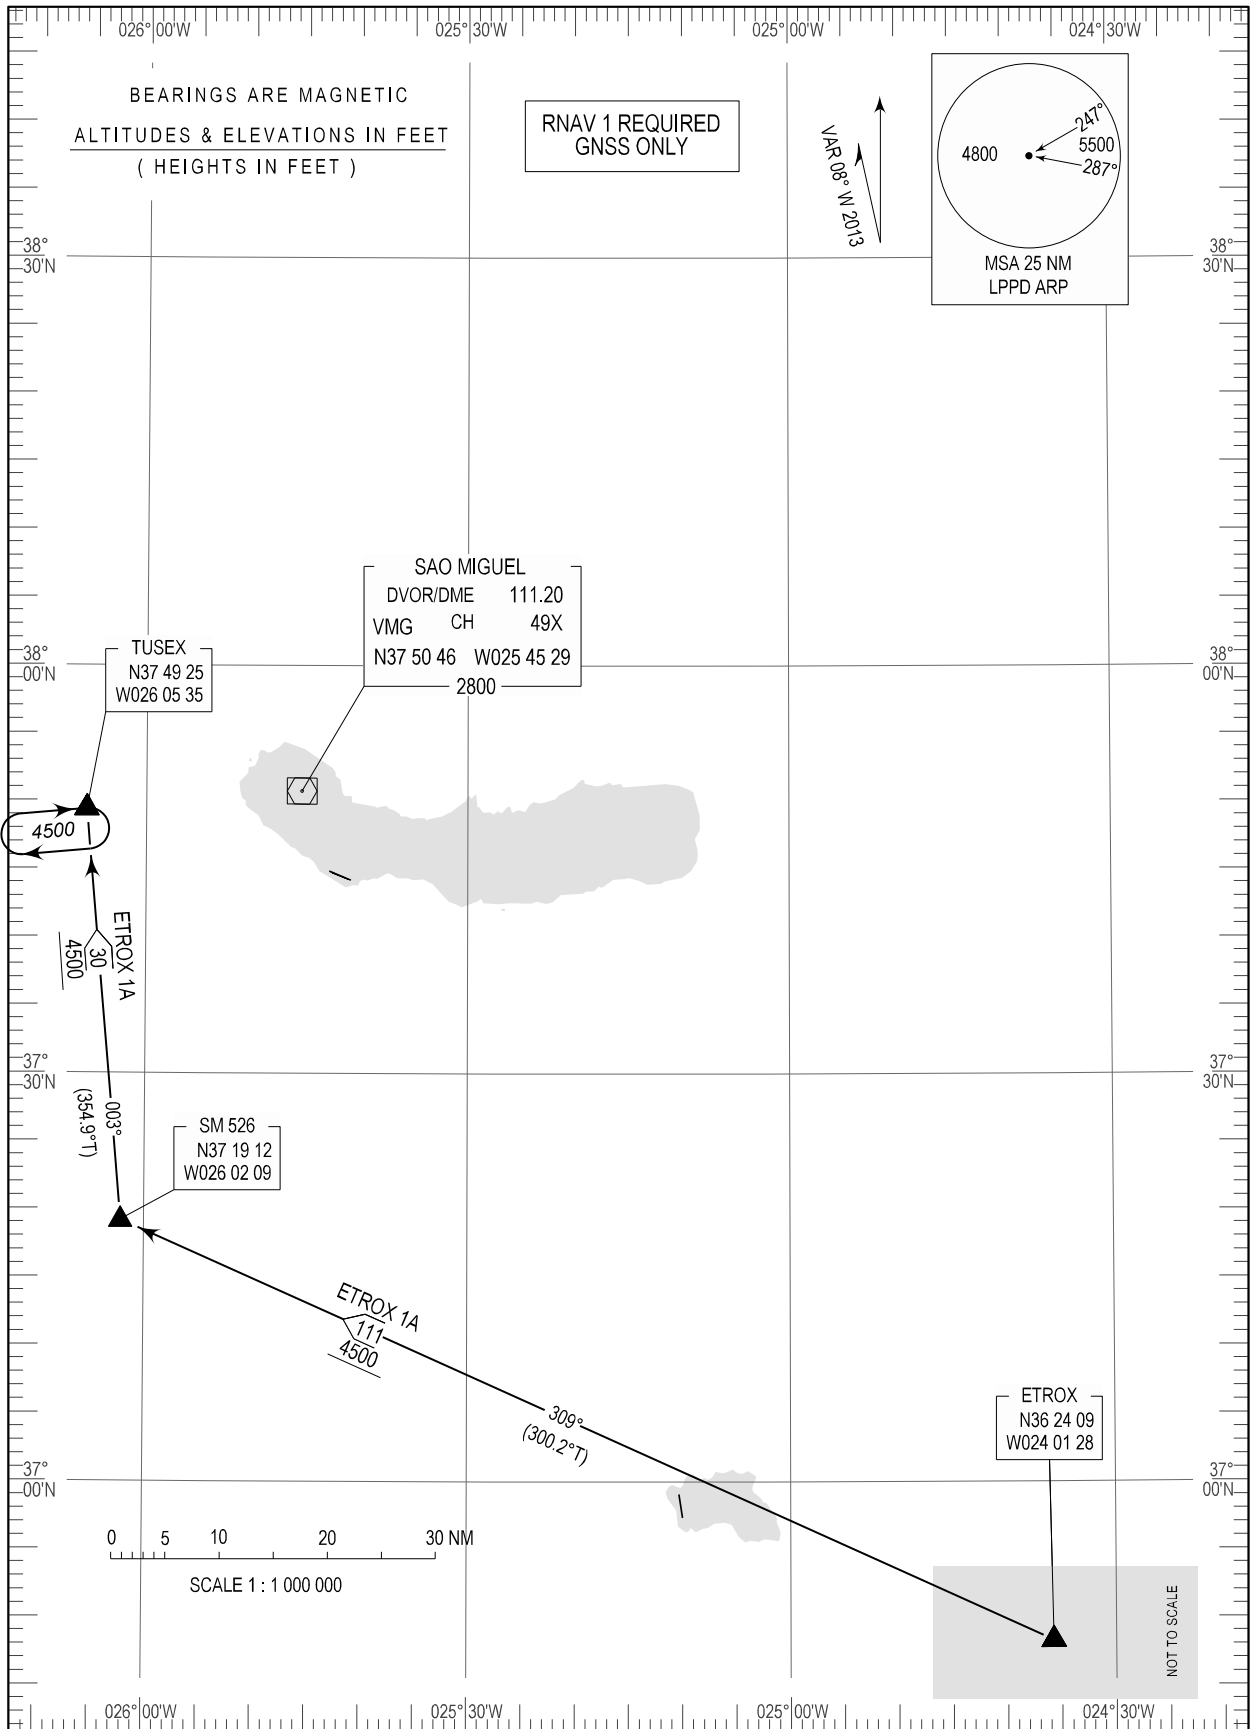 026°00'W 025°30'W 025°00'W 024°30'W
BEARINGS ARE MAGNETIC
ALTITUDES & ELEVATIONS IN FEET
( HEIGHTS IN FEET )
RNAV 1 REQUIRED
GNSS ONLY
VAR 08° W 2013
247°
4800 5500
287°
MSA 25 NM
LPPD ARP
38° 38°
30'N 30'N
SAO MIGUEL
DVOR/DME 111.20
VMG CH 49X
N37 50 46 W025 45 29
2800
TUSEX
N37 49 25
W026 05 35
38° 38°
00'N 00'N
4500
ETROX 1A
30
4500
37° 37°
30'N 30'N
003°
(354.9°T)
SM 526
N37 19 12
W026 02 09
ETROX 1A
111
4500
309°
(300.2°T)
ETROX
N36 24 09
W024 01 28
37° 37°
00'N 00'N
0 5 10 20 30 NM
SCALE 1 : 1 000 000
NOT TO SCALE
026°00'W 025°30'W 025°00'W 024°30'W